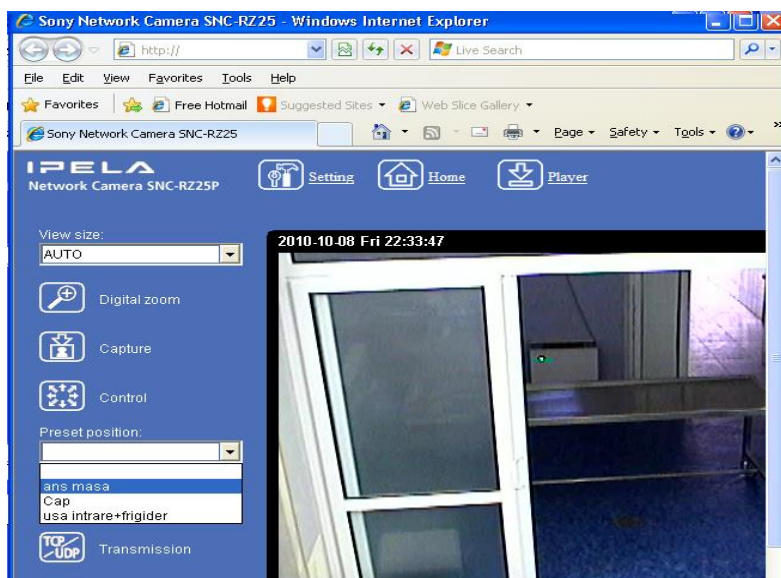 Sony Network Camera SNC-RZ25 - Windows Internet Explorer
http://
Live Search
File Edit View Favorites Tools Help
Favorites Free Hotmail Suggested Sites Web Slice Gallery
Sony Network Camera SNC-RZ25 Page Safety Tools
IPELA
Network Camera SNC-RZ25P
Setting Home Player
View size:
AUTO
2010-10-08 Fri 22:33:47
Digital zoom
Capture
Control
Preset position:
ans masa
Cap
usa intrare+frigider
TCP/UDP Transmission